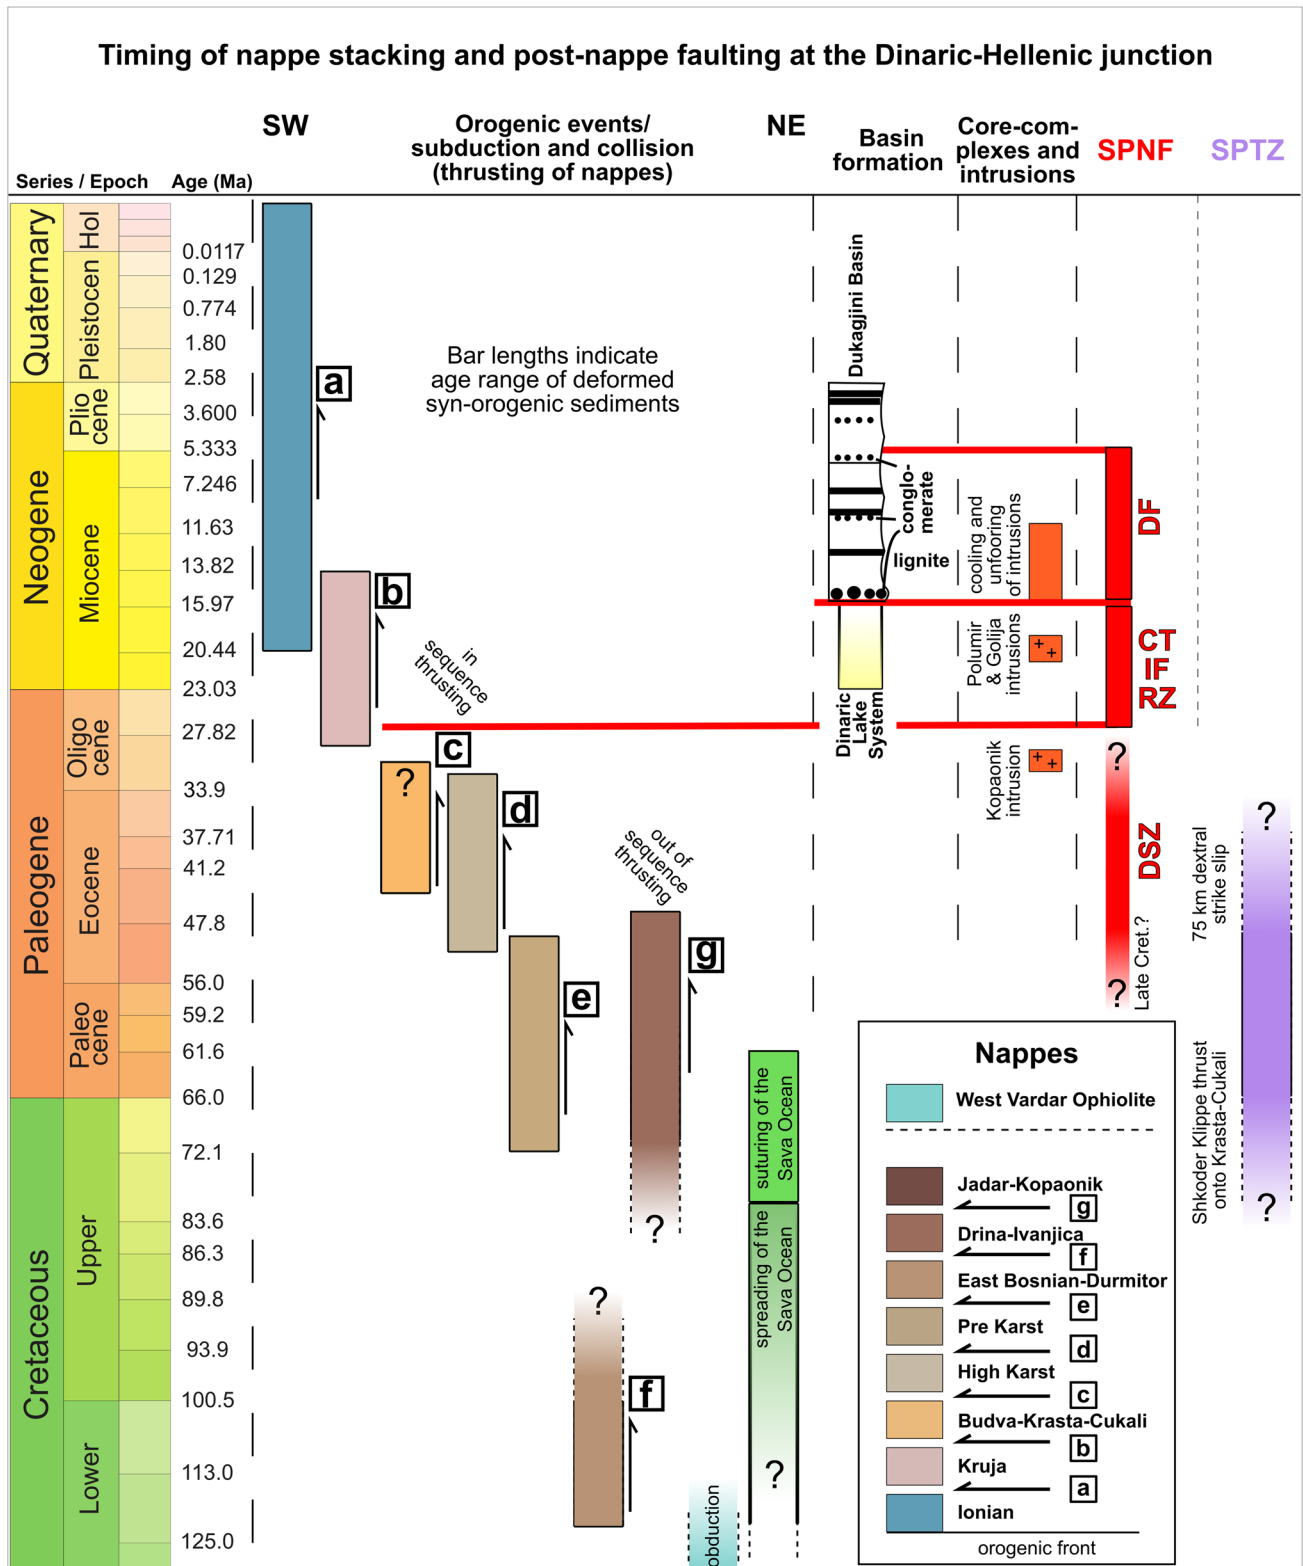 Timing of nappe stacking and post-nappe faulting at the Dinaric-Hellenic junction
SW
Orogenic events/
subduction and collision
(thrusting of nappes)
NE
Basin
formation
Core-com-
plexes and
intrusions
SPNF
SPTZ
Series / Epoch
Age (Ma)
Quaternary
Neogene
Paleogene
Cretaceous
Hol
Pleistocen
Plio
cene
Miocene
Oligo
cene
Eocene
Paleo
cene
Upper
Lower
0.0117
0.129
0.774
1.80
2.58
3.600
5.333
7.246
11.63
13.82
15.97
20.44
23.03
27.82
33.9
37.71
41.2
47.8
56.0
59.2
61.6
66.0
72.1
83.6
86.3
89.8
93.9
100.5
113.0
125.0
Bar lengths indicate
age range of deformed
syn-orogenic sediments
a
b
in
sequence
thrusting
c
?
d
e
out of
sequence
thrusting
g
?
?
f
obduction
suturing of the
Sava Ocean
spreading of the
Sava Ocean
?
Dukagjini Basin
conglo-
merate
lignite
Dinaric
Lake
System
cooling and
unfooring
of intrusions
Polumir
& Golija
intrusions
++
Kopaonik
intrusion
++
DF
CT
IF
RZ
?
DSZ
?
Late Cret.?
?
75 km dextral
strike slip
Shkoder Klippe thrust
onto Krasta-Cukali
?
Nappes
West Vardar Ophiolite
Jadar-Kopaonik
g
Drina-Ivanjica
f
East Bosnian-Durmitor
e
Pre Karst
d
High Karst
c
Budva-Krasta-Cukali
b
Kruja
a
Ionian
orogenic front